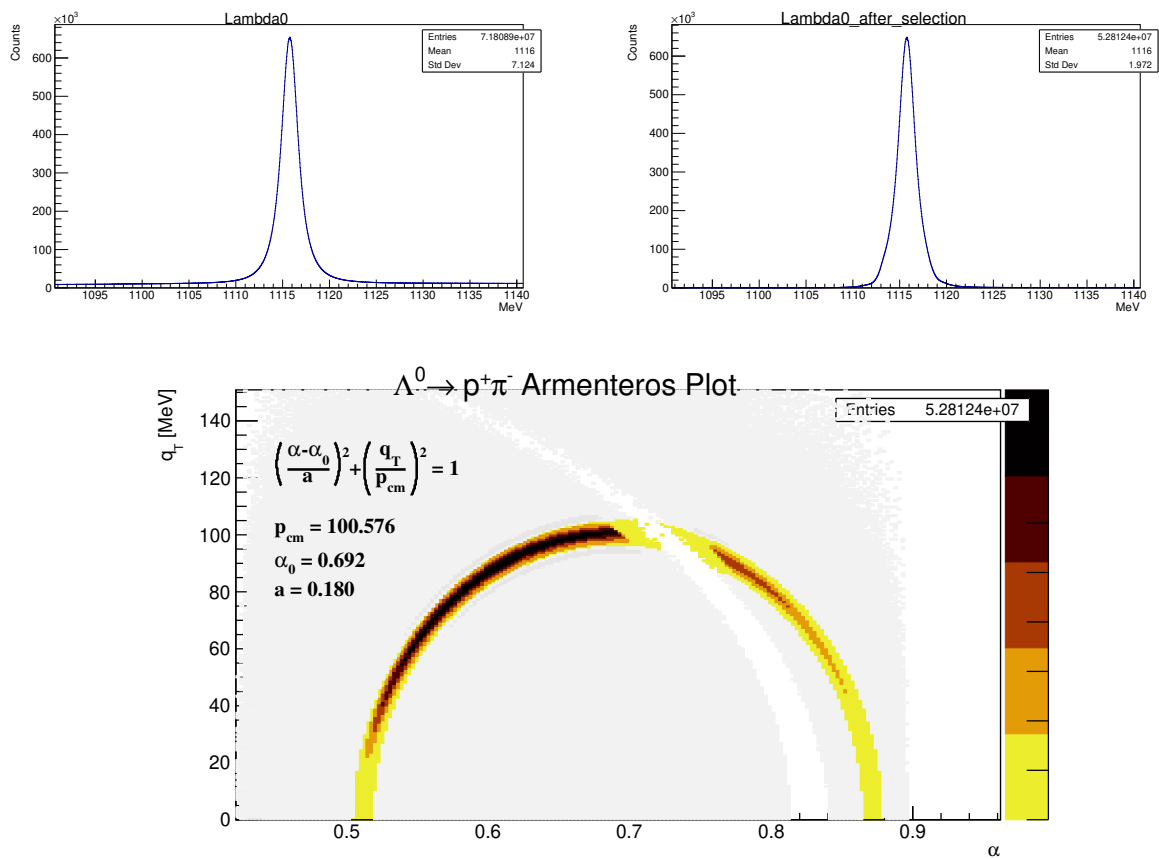 Lambda0
×10³
Counts
Entries 7.18089e+07
Mean 1116
Std Dev 7.124
600
500
400
300
200
100
0
1095 1100 1105 1110 1115 1120 1125 1130 1135 1140
MeV
Lambda0_after_selection
×10³
Counts
Entries 5.28124e+07
Mean 1116
Std Dev 1.972
600
500
400
300
200
100
0
1095 1100 1105 1110 1115 1120 1125 1130 1135 1140
MeV
Λ⁰→ p⁺π⁻ Armenteros Plot
Entries 5.28124e+07
q_T [MeV]
140
120
100
80
60
40
20
0
((α-α₀)/a)² + (q_T/p_cm)² = 1
p_cm = 100.576
α₀ = 0.692
a = 0.180
0.5 0.6 0.7 0.8 0.9
α